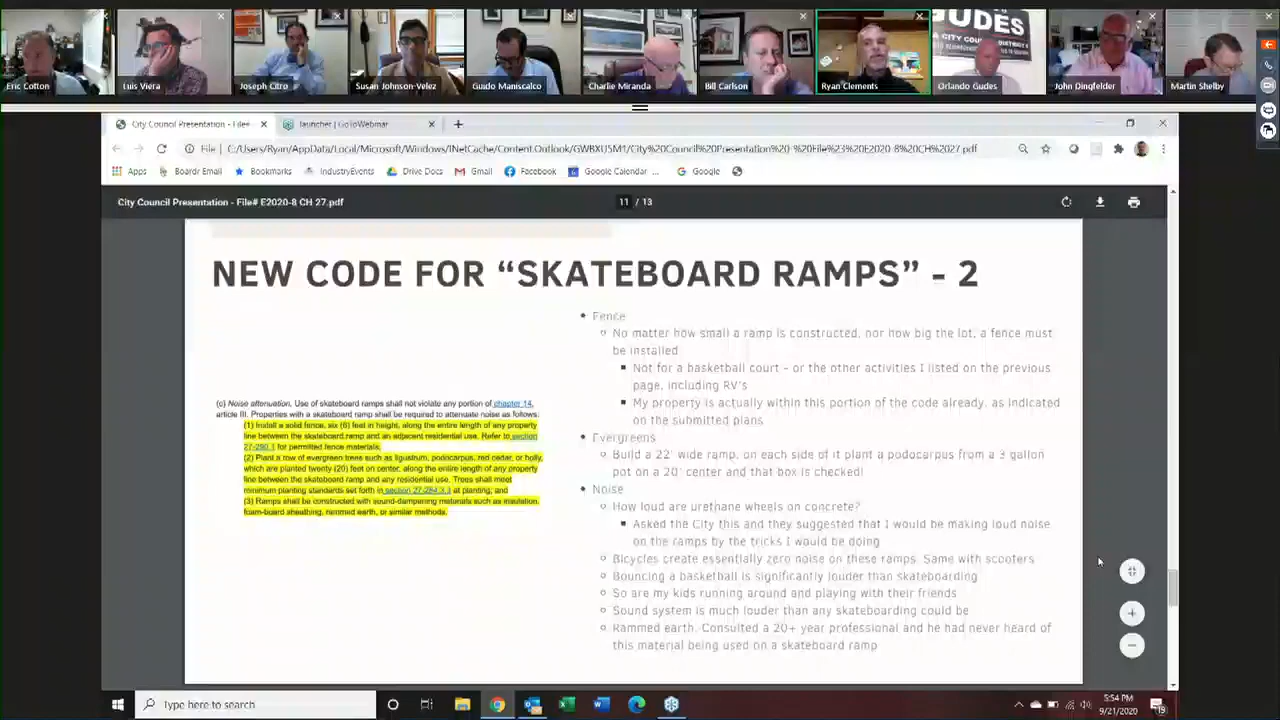 UDES
A CITY COUNCIL DISTRICT 5
Eric Cotton
Luis Viera
Joseph Citro
Susan Johnson-Velez
Guido Maniscalco
Charlie Miranda
Bill Carlson
Ryan Clements
Orlando Gudes
John Dingfelder
Martin Shelby
City Council Presentation - File#
launcher | GoToWebinar
File | C:/Users/Ryan/AppData/Local/Microsoft/Windows/INetCache/Content.Outlook/GWBXU5M1/City%20Council%20Presentation%20-%20File%23%20E2020-8%20CH%2027.pdf
Apps
Boardr Email
Bookmarks
IndustryEvents
Drive Docs
Gmail
Facebook
Google Calendar ...
Google
City Council Presentation - File# E2020-8 CH 27.pdf
11 / 13
NEW CODE FOR “SKATEBOARD RAMPS” - 2
(c) Noise attenuation. Use of skateboard ramps shall not violate any portion of chapter 14,
article III. Properties with a skateboard ramp shall be required to attenuate noise as follows:
(1) Install a solid fence, six (6) feet in height, along the entire length of any property
line between the skateboard ramp and an adjacent residential use. Refer to section
27-290.1 for permitted fence materials.
(2) Plant a row of evergreen trees such as ligustrum, podocarpus, red cedar, or holly,
which are planted twenty (20) feet on center, along the entire length of any property
line between the skateboard ramp and any residential use. Trees shall meet
minimum planting standards set forth in section 27-284.3.3 at planting; and
(3) Ramps shall be constructed with sound-dampening materials such as insulation,
foam-board sheathing, rammed earth, or similar methods.
• Fence
No matter how small a ramp is constructed, nor how big the lot, a fence must
be installed
Not for a basketball court - or the other activities I listed on the previous
page, including RV's
My property is actually within this portion of the code already, as indicated
on the submitted plans
• Evergreens
Build a 22' wide ramp, on each side of it plant a podocarpus from a 3 gallon
pot on a 20' center and that box is checked!
• Noise
How loud are urethane wheels on concrete?
Asked the City this and they suggested that I would be making loud noise
on the ramps by the tricks I would be doing
Bicycles create essentially zero noise on these ramps. Same with scooters
Bouncing a basketball is significantly louder than skateboarding
So are my kids running around and playing with their friends
Sound system is much louder than any skateboarding could be
Rammed earth. Consulted a 20+ year professional and he had never heard of
this material being used on a skateboard ramp
Type here to search
5:54 PM
9/21/2020
19